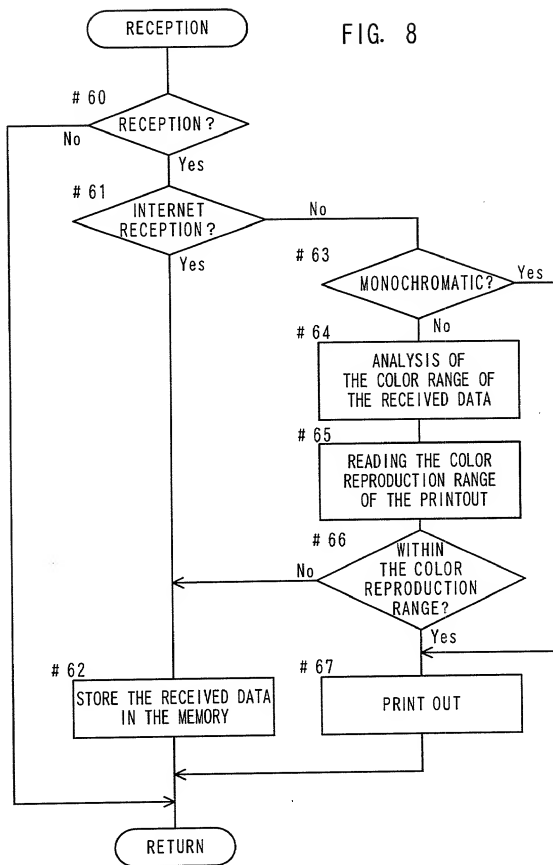 RECEPTION
FIG. 8
# 60
RECEPTION?
No
Yes
# 61
INTERNET
RECEPTION?
No
Yes
# 63
MONOCHROMATIC?
Yes
No
# 64
ANALYSIS OF
THE COLOR RANGE OF
THE RECEIVED DATA
# 65
READING THE COLOR
REPRODUCTION RANGE
OF THE PRINTOUT
# 66
WITHIN
THE COLOR
REPRODUCTION
RANGE?
No
Yes
# 62
STORE THE RECEIVED DATA
IN THE MEMORY
# 67
PRINT OUT
RETURN